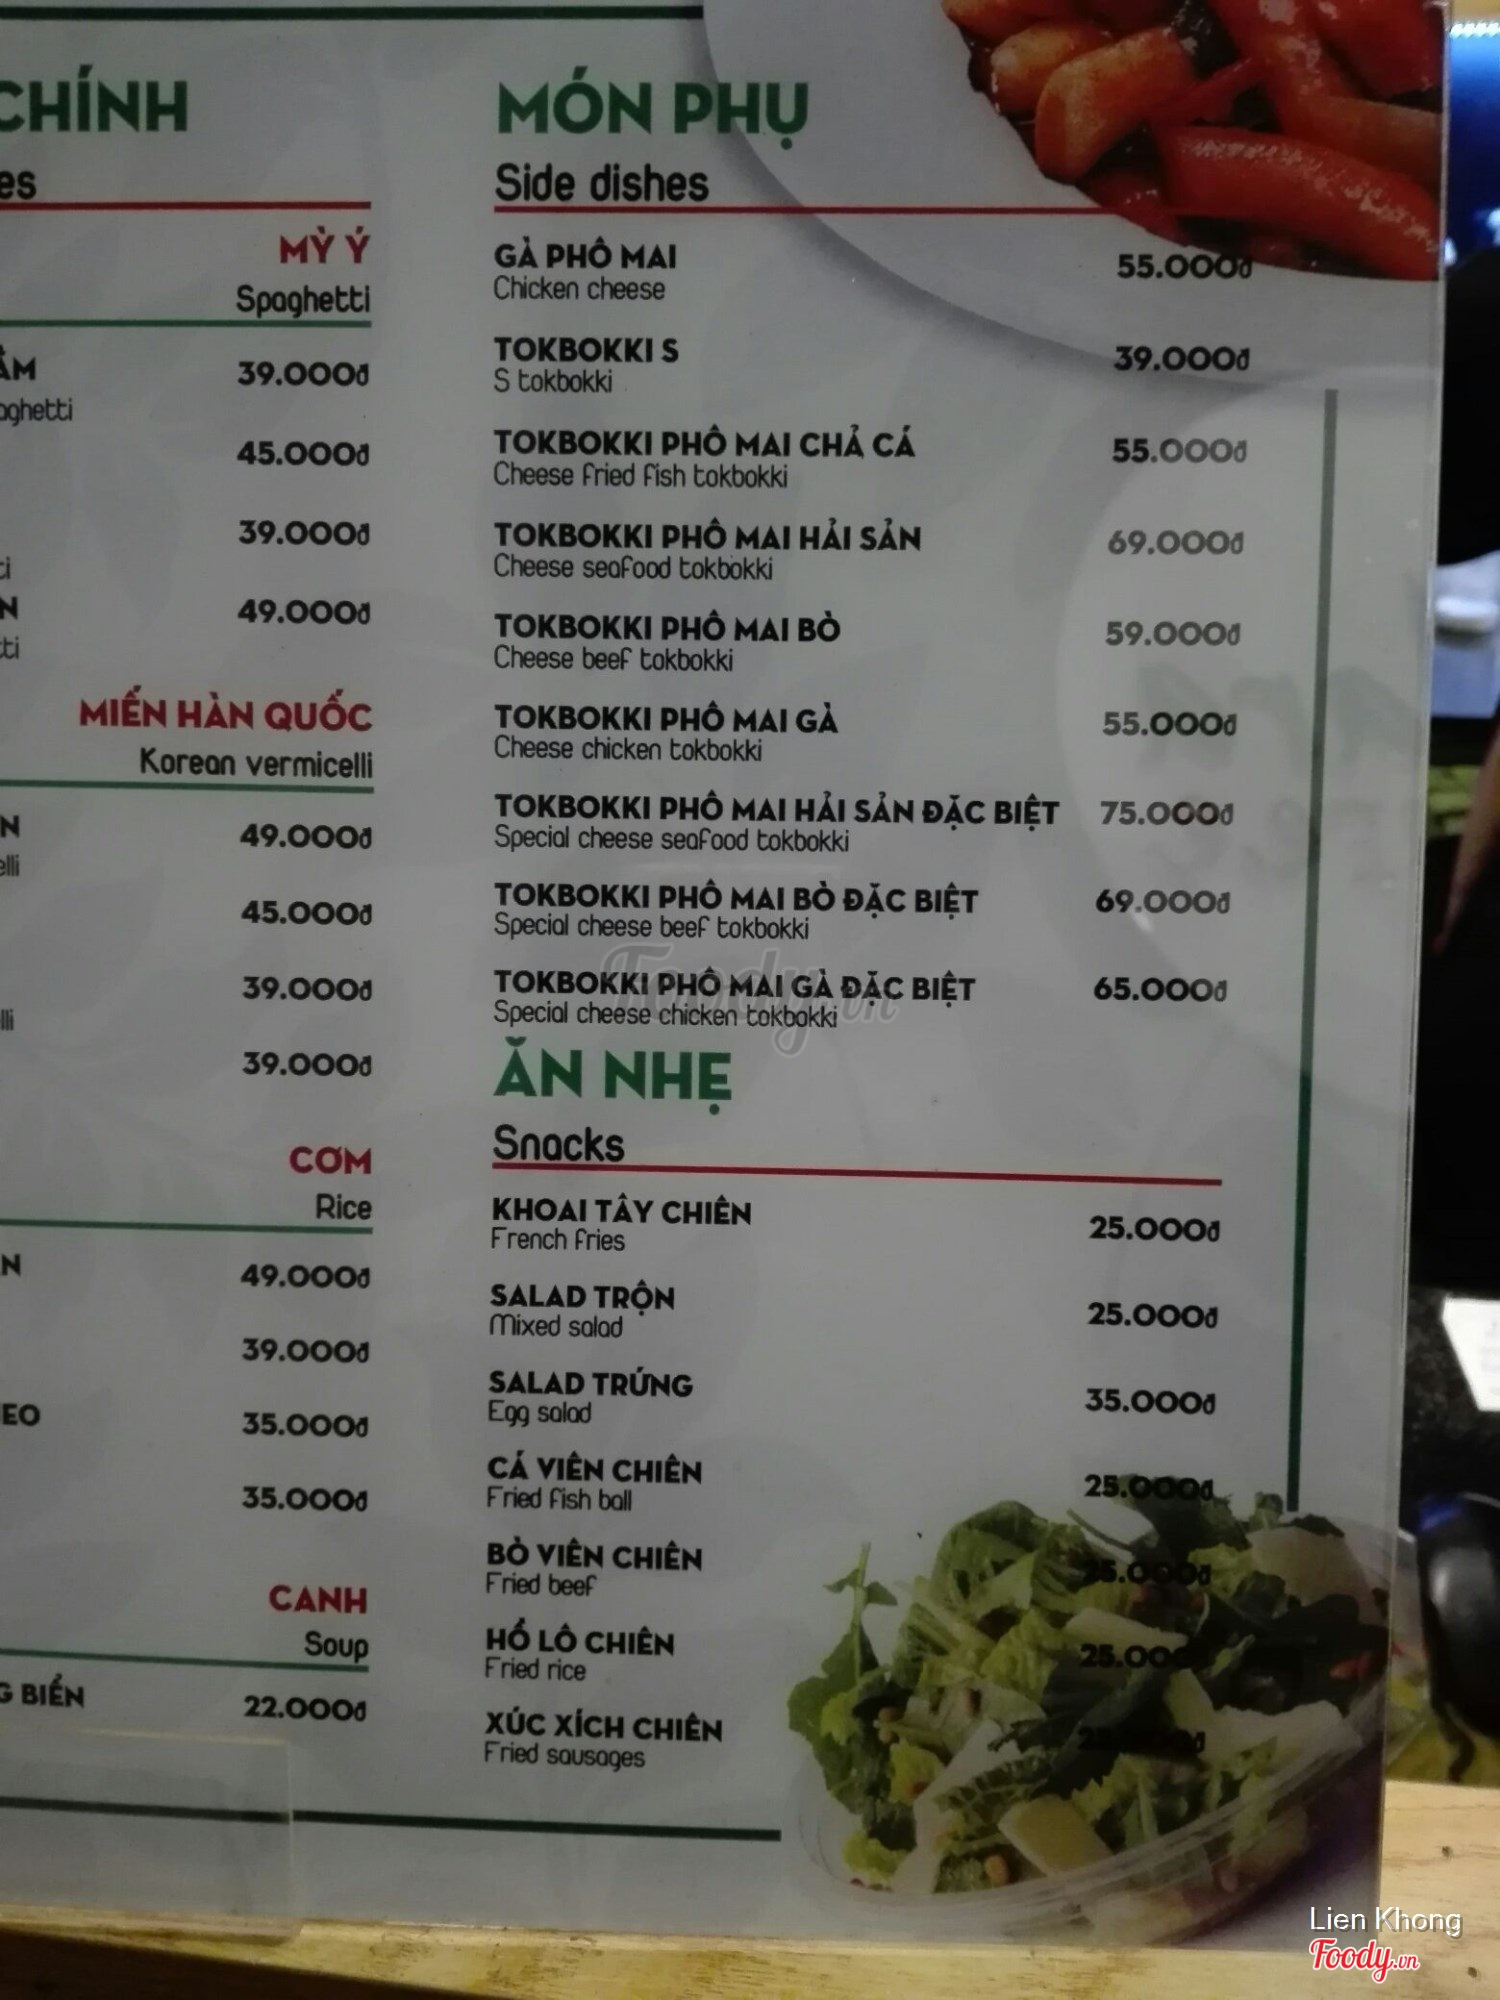 CHÍNH
MỲ Ý
Spaghetti
39.000đ
45.000đ
39.000đ
49.000đ
MIẾN HÀN QUỐC
Korean vermicelli
49.000đ
45.000đ
39.000đ
39.000đ
CƠM
Rice
49.000đ
39.000đ
35.000đ
35.000đ
CANH
Soup
BIỂN 22.000đ
MÓN PHỤ
Side dishes
GÀ PHÔ MAI 55.000đ
Chicken cheese
TOKBOKKI S 39.000đ
S tokbokki
TOKBOKKI PHÔ MAI CHẢ CÁ 55.000đ
Cheese fried fish tokbokki
TOKBOKKI PHÔ MAI HẢI SẢN 69.000đ
Cheese seafood tokbokki
TOKBOKKI PHÔ MAI BÒ 59.000đ
Cheese beef tokbokki
TOKBOKKI PHÔ MAI GÀ 55.000đ
Cheese chicken tokbokki
TOKBOKKI PHÔ MAI HẢI SẢN ĐẶC BIỆT 75.000đ
Special cheese seafood tokbokki
TOKBOKKI PHÔ MAI BÒ ĐẶC BIỆT 69.000đ
Special cheese beef tokbokki
TOKBOKKI PHÔ MAI GÀ ĐẶC BIỆT 65.000đ
Special cheese chicken tokbokki
Foody.vn
ĂN NHẸ
Snacks
KHOAI TÂY CHIÊN 25.000đ
French fries
SALAD TRỘN 25.000đ
Mixed salad
SALAD TRỨNG 35.000đ
Egg salad
CÁ VIÊN CHIÊN 25.000đ
Fried fish ball
BÒ VIÊN CHIÊN 25.000đ
Fried beef
HỒ LÔ CHIÊN 25.000đ
Fried rice
XÚC XÍCH CHIÊN
Fried sausages
Lien Khong
Foody.vn